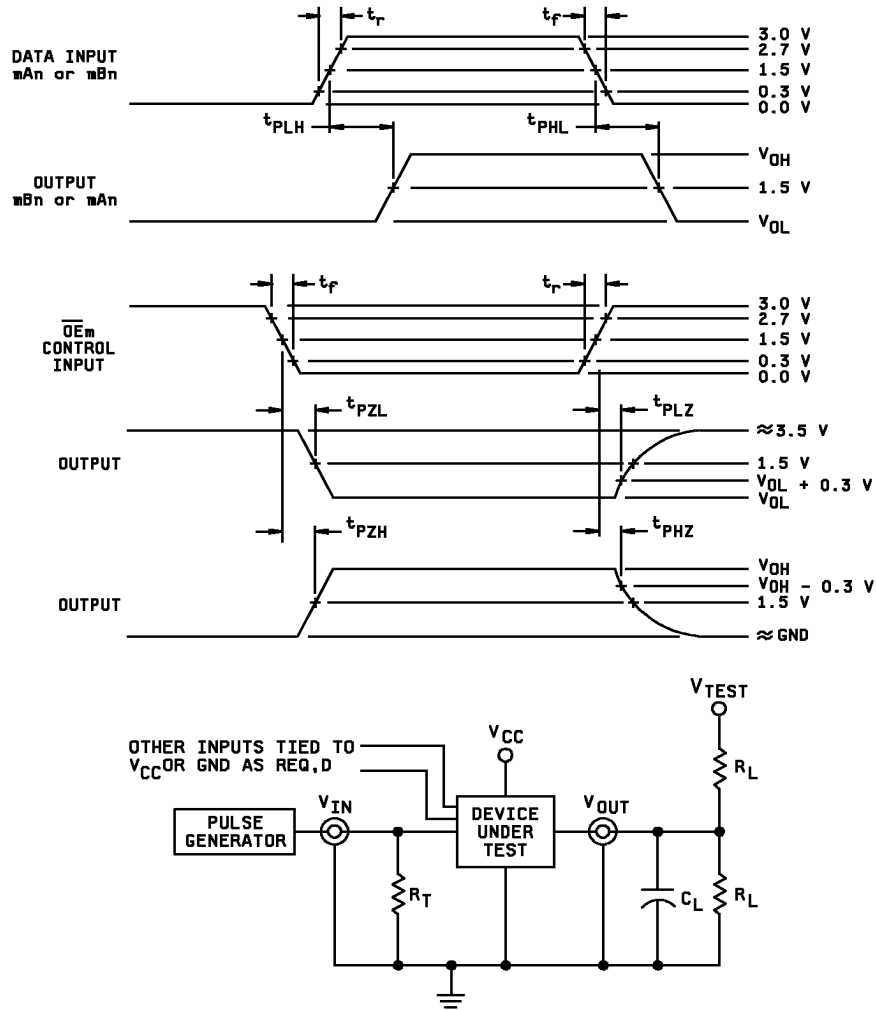 tr
tf
DATA INPUT
mAn or mBn
3.0 V
2.7 V
1.5 V
0.3 V
0.0 V
tPLH
tPHL
OUTPUT
mBn or mAn
VOH
1.5 V
VOL
tf
tr
OEm
CONTROL
INPUT
3.0 V
2.7 V
1.5 V
0.3 V
0.0 V
tPZL
tPLZ
OUTPUT
≈3.5 V
1.5 V
VOL + 0.3 V
VOL
tPZH
tPHZ
OUTPUT
VOH
VOH - 0.3 V
1.5 V
≈GND
VTEST
VCC
OTHER INPUTS TIED TO
VCC OR GND AS REQ,D
RL
PULSE
GENERATOR
VIN
DEVICE
UNDER
TEST
VOUT
RT
CL
RL